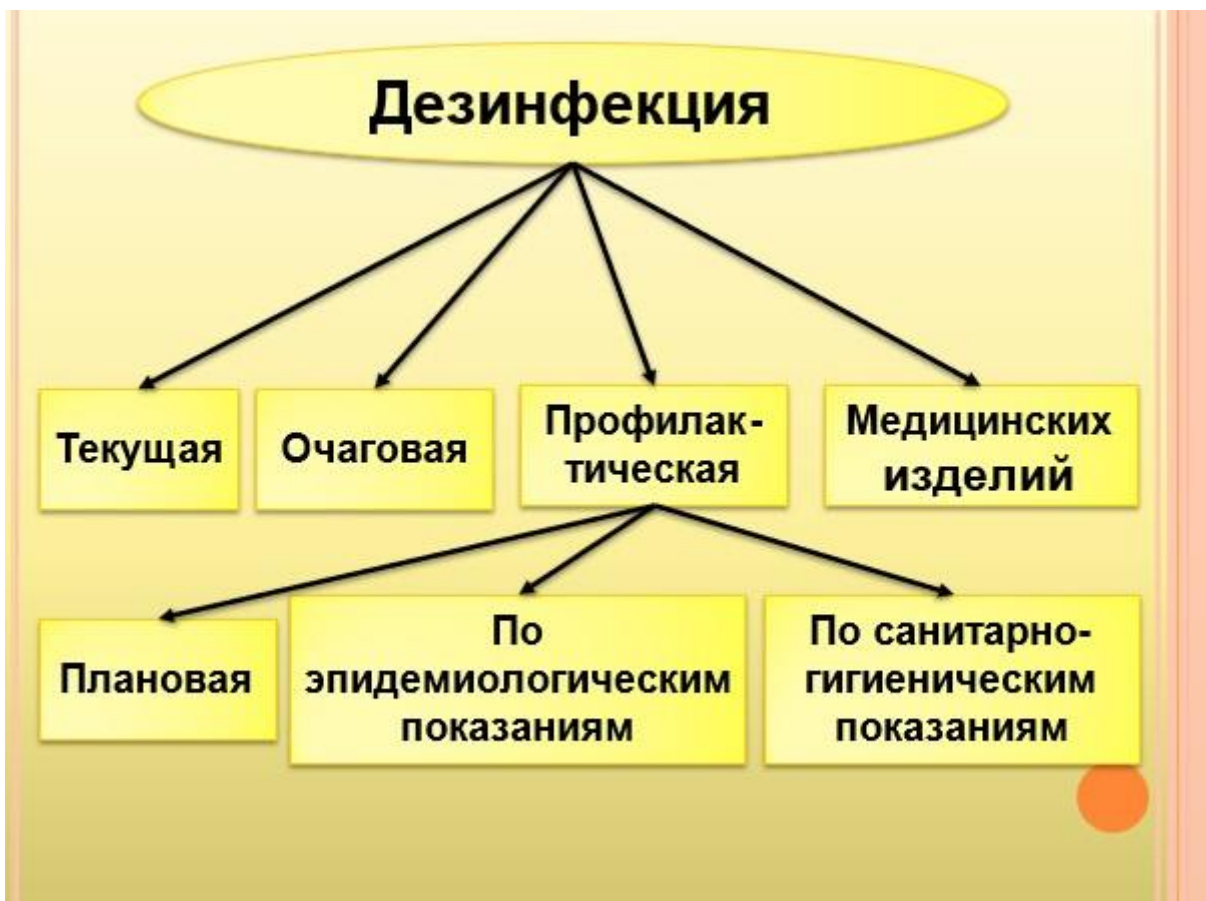 Дезинфекция
Текущая
Очаговая
Профилак-
тическая
Медицинских
изделий
Плановая
По
эпидемиологическим
показаниям
По санитарно-
гигиеническим
показаниям